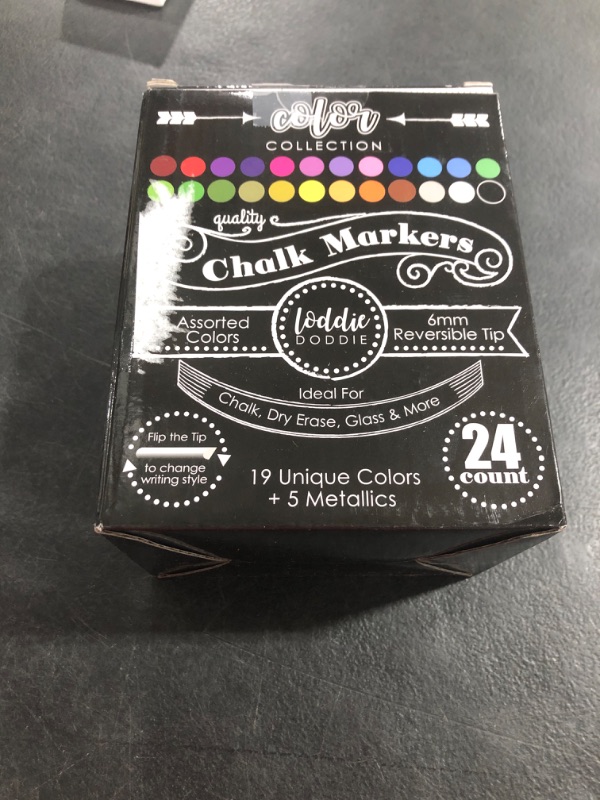 color
COLLECTION
quality
Chalk Markers
Assorted
Colors
loddie
DODDIE
6mm
Reversible Tip
Ideal For
Chalk, Dry Erase, Glass & More
Flip the Tip
to change
writing style
19 Unique Colors
+ 5 Metallics
24
count